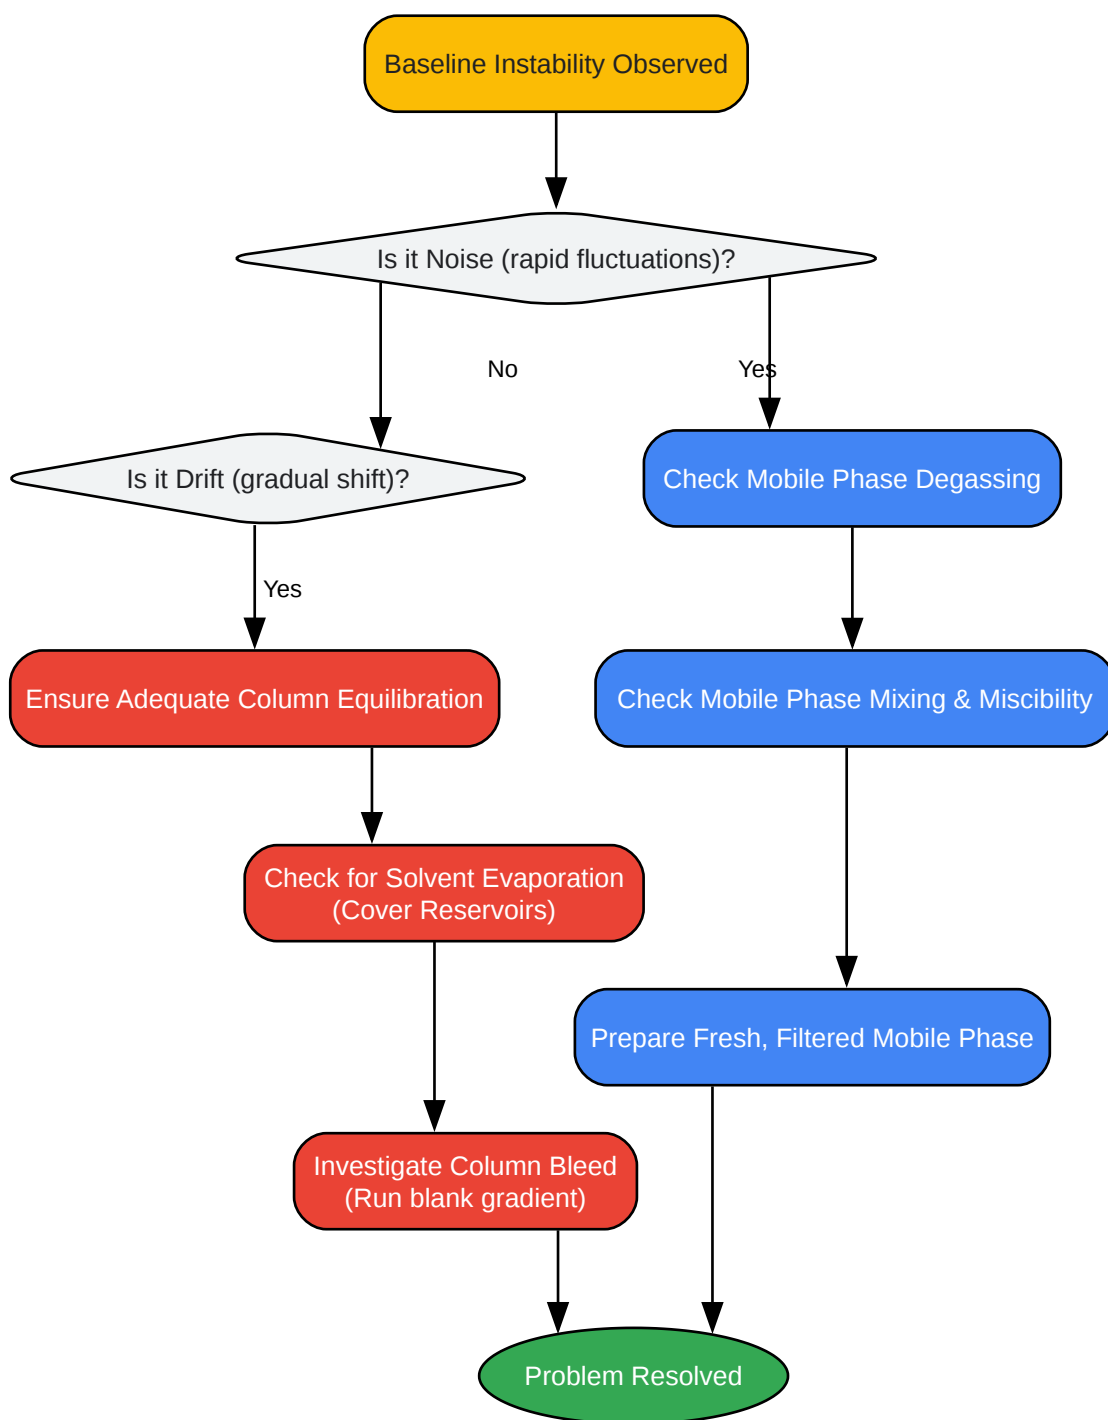 Baseline Instability Observed
Is it Noise (rapid fluctuations)?
No
Yes
Is it Drift (gradual shift)?
Check Mobile Phase Degassing
Yes
Ensure Adequate Column Equilibration
Check Mobile Phase Mixing & Miscibility
Check for Solvent Evaporation
(Cover Reservoirs)
Prepare Fresh, Filtered Mobile Phase
Investigate Column Bleed
(Run blank gradient)
Problem Resolved